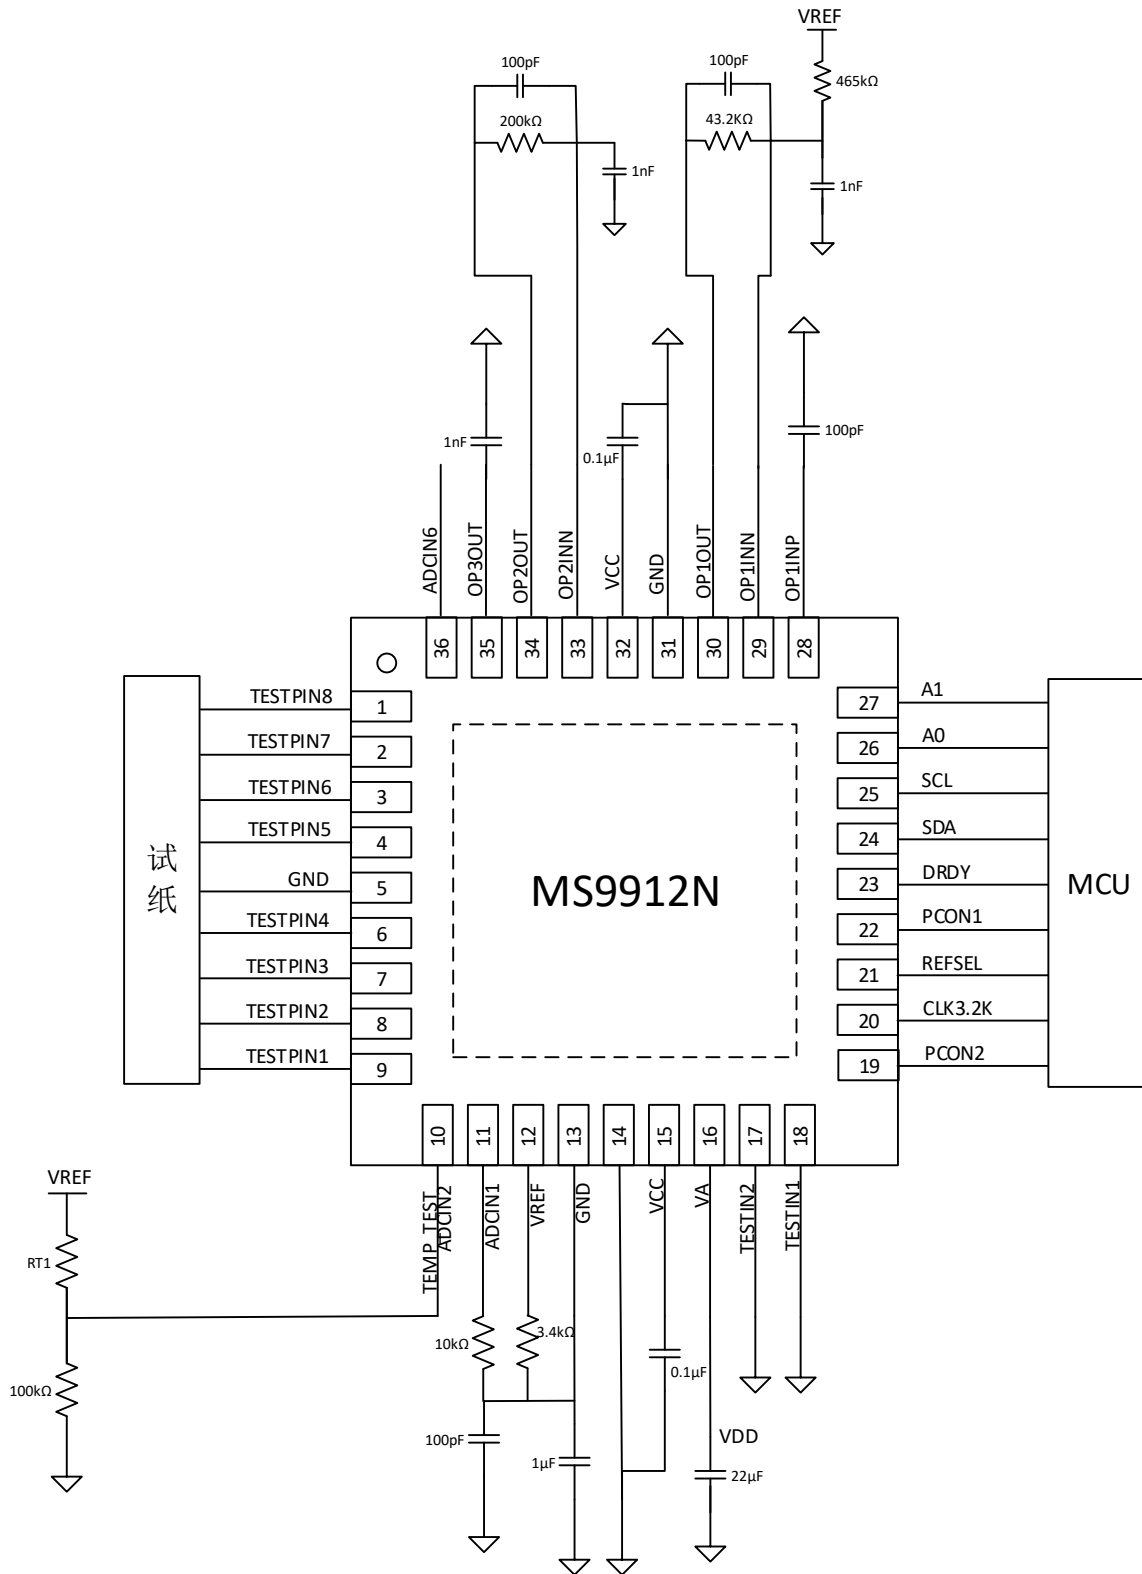 VREF
100pF
100pF
465kΩ
200kΩ
43.2KΩ
1nF
1nF
1nF
0.1μF
100pF
ADCIN6
OP3OUT
OP2OUT
OP2INN
VCC
GND
OP1OUT
OP1INN
OP1INP
36
35
34
33
32
31
30
29
28
TESTPIN8
1
TESTPIN7
2
TESTPIN6
3
TESTPIN5
4
GND
5
TESTPIN4
6
TESTPIN3
7
TESTPIN2
8
TESTPIN1
9
试
纸
MS9912N
27
A1
26
A0
25
SCL
24
SDA
23
DRDY
22
PCON1
21
REFSEL
20
CLK3.2K
19
PCON2
MCU
10
11
12
13
14
15
16
17
18
TEMP_TEST
ADCIN2
ADCIN1
VREF
GND
VCC
VA
TESTIN2
TESTIN1
VREF
RT1
100kΩ
10kΩ
3.4kΩ
0.1μF
100pF
1μF
VDD
22μF